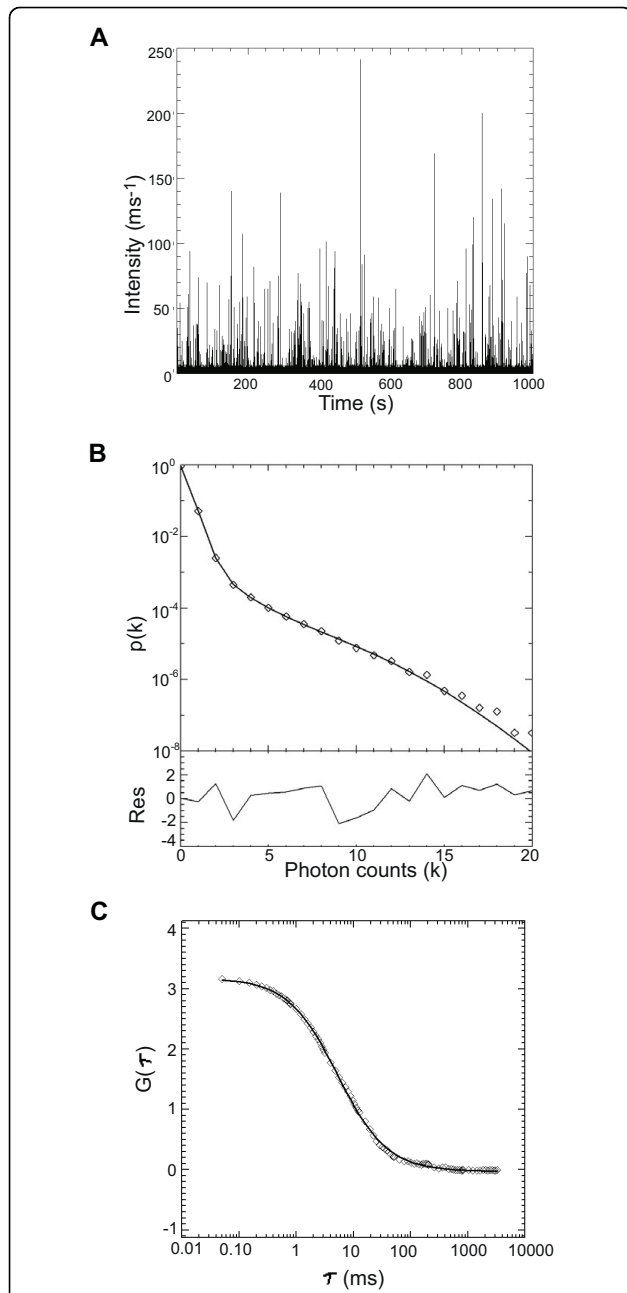 A
250
200
150
100
50
0
Intensity (ms-1)
200 400 600 800 1000
Time (s)
B
10^0
10^-2
10^-4
10^-6
10^-8
p(k)
2
0
-2
-4
Res
0 5 10 15 20
Photon counts (k)
C
4
3
2
1
0
-1
G(τ)
0.01 0.10 1 10 100 1000 10000
τ (ms)